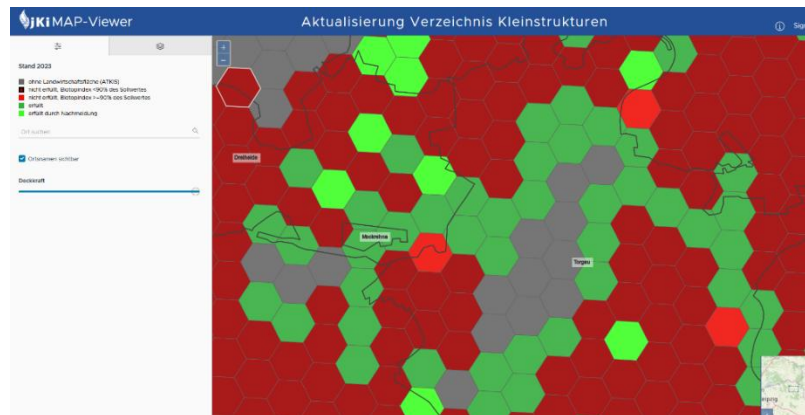 JKi MAP-Viewer
Aktualisierung Verzeichnis Kleinstrukturen
Sign
Stand 2023
ohne Landwirtschaftsfläche (ATKIS)
nicht erfüllt, Biotopindex <90% des Sollwertes
nicht erfüllt, Biotopindex >=90% des Sollwertes
erfüllt
erfüllt durch Nachmeldung
Ort suchen
Ortsnamen sichtbar
Deckkraft
Dreiheide
Mockrehna
Torgau